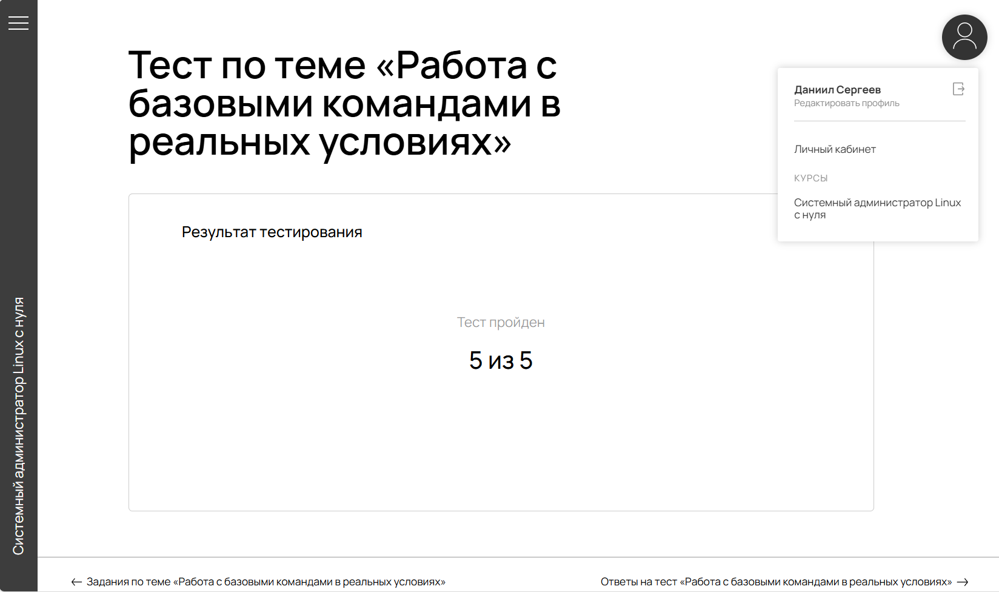 Тест по теме «Работа с
базовыми командами в
реальных условиях»
Даниил Сергеев
Редактировать профиль
Личный кабинет
КУРСЫ
Системный администратор Linux
с нуля
Результат тестирования
Тест пройден
5 из 5
Системный администратор Linux с нуля
← Задания по теме «Работа с базовыми командами в реальных условиях»
Ответы на тест «Работа с базовыми командами в реальных условиях» →